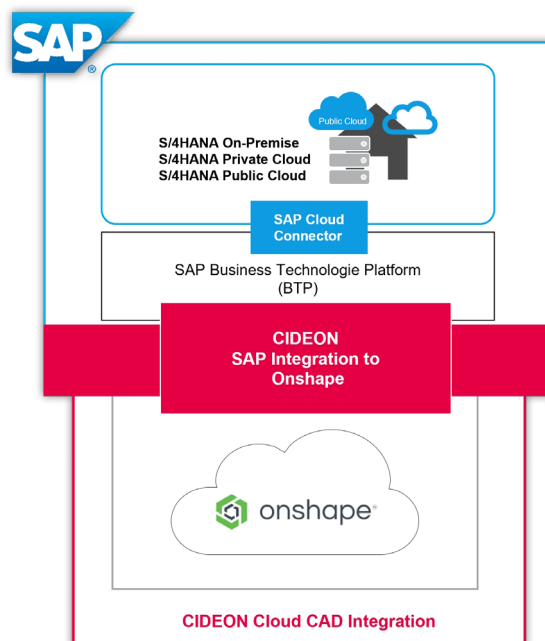 SAP
®
Public Cloud
S/4HANA On-Premise
S/4HANA Private Cloud
S/4HANA Public Cloud
SAP Cloud
Connector
SAP Business Technologie Platform
(BTP)
CIDEON
SAP Integration to
Onshape
onshape®
CIDEON Cloud CAD Integration